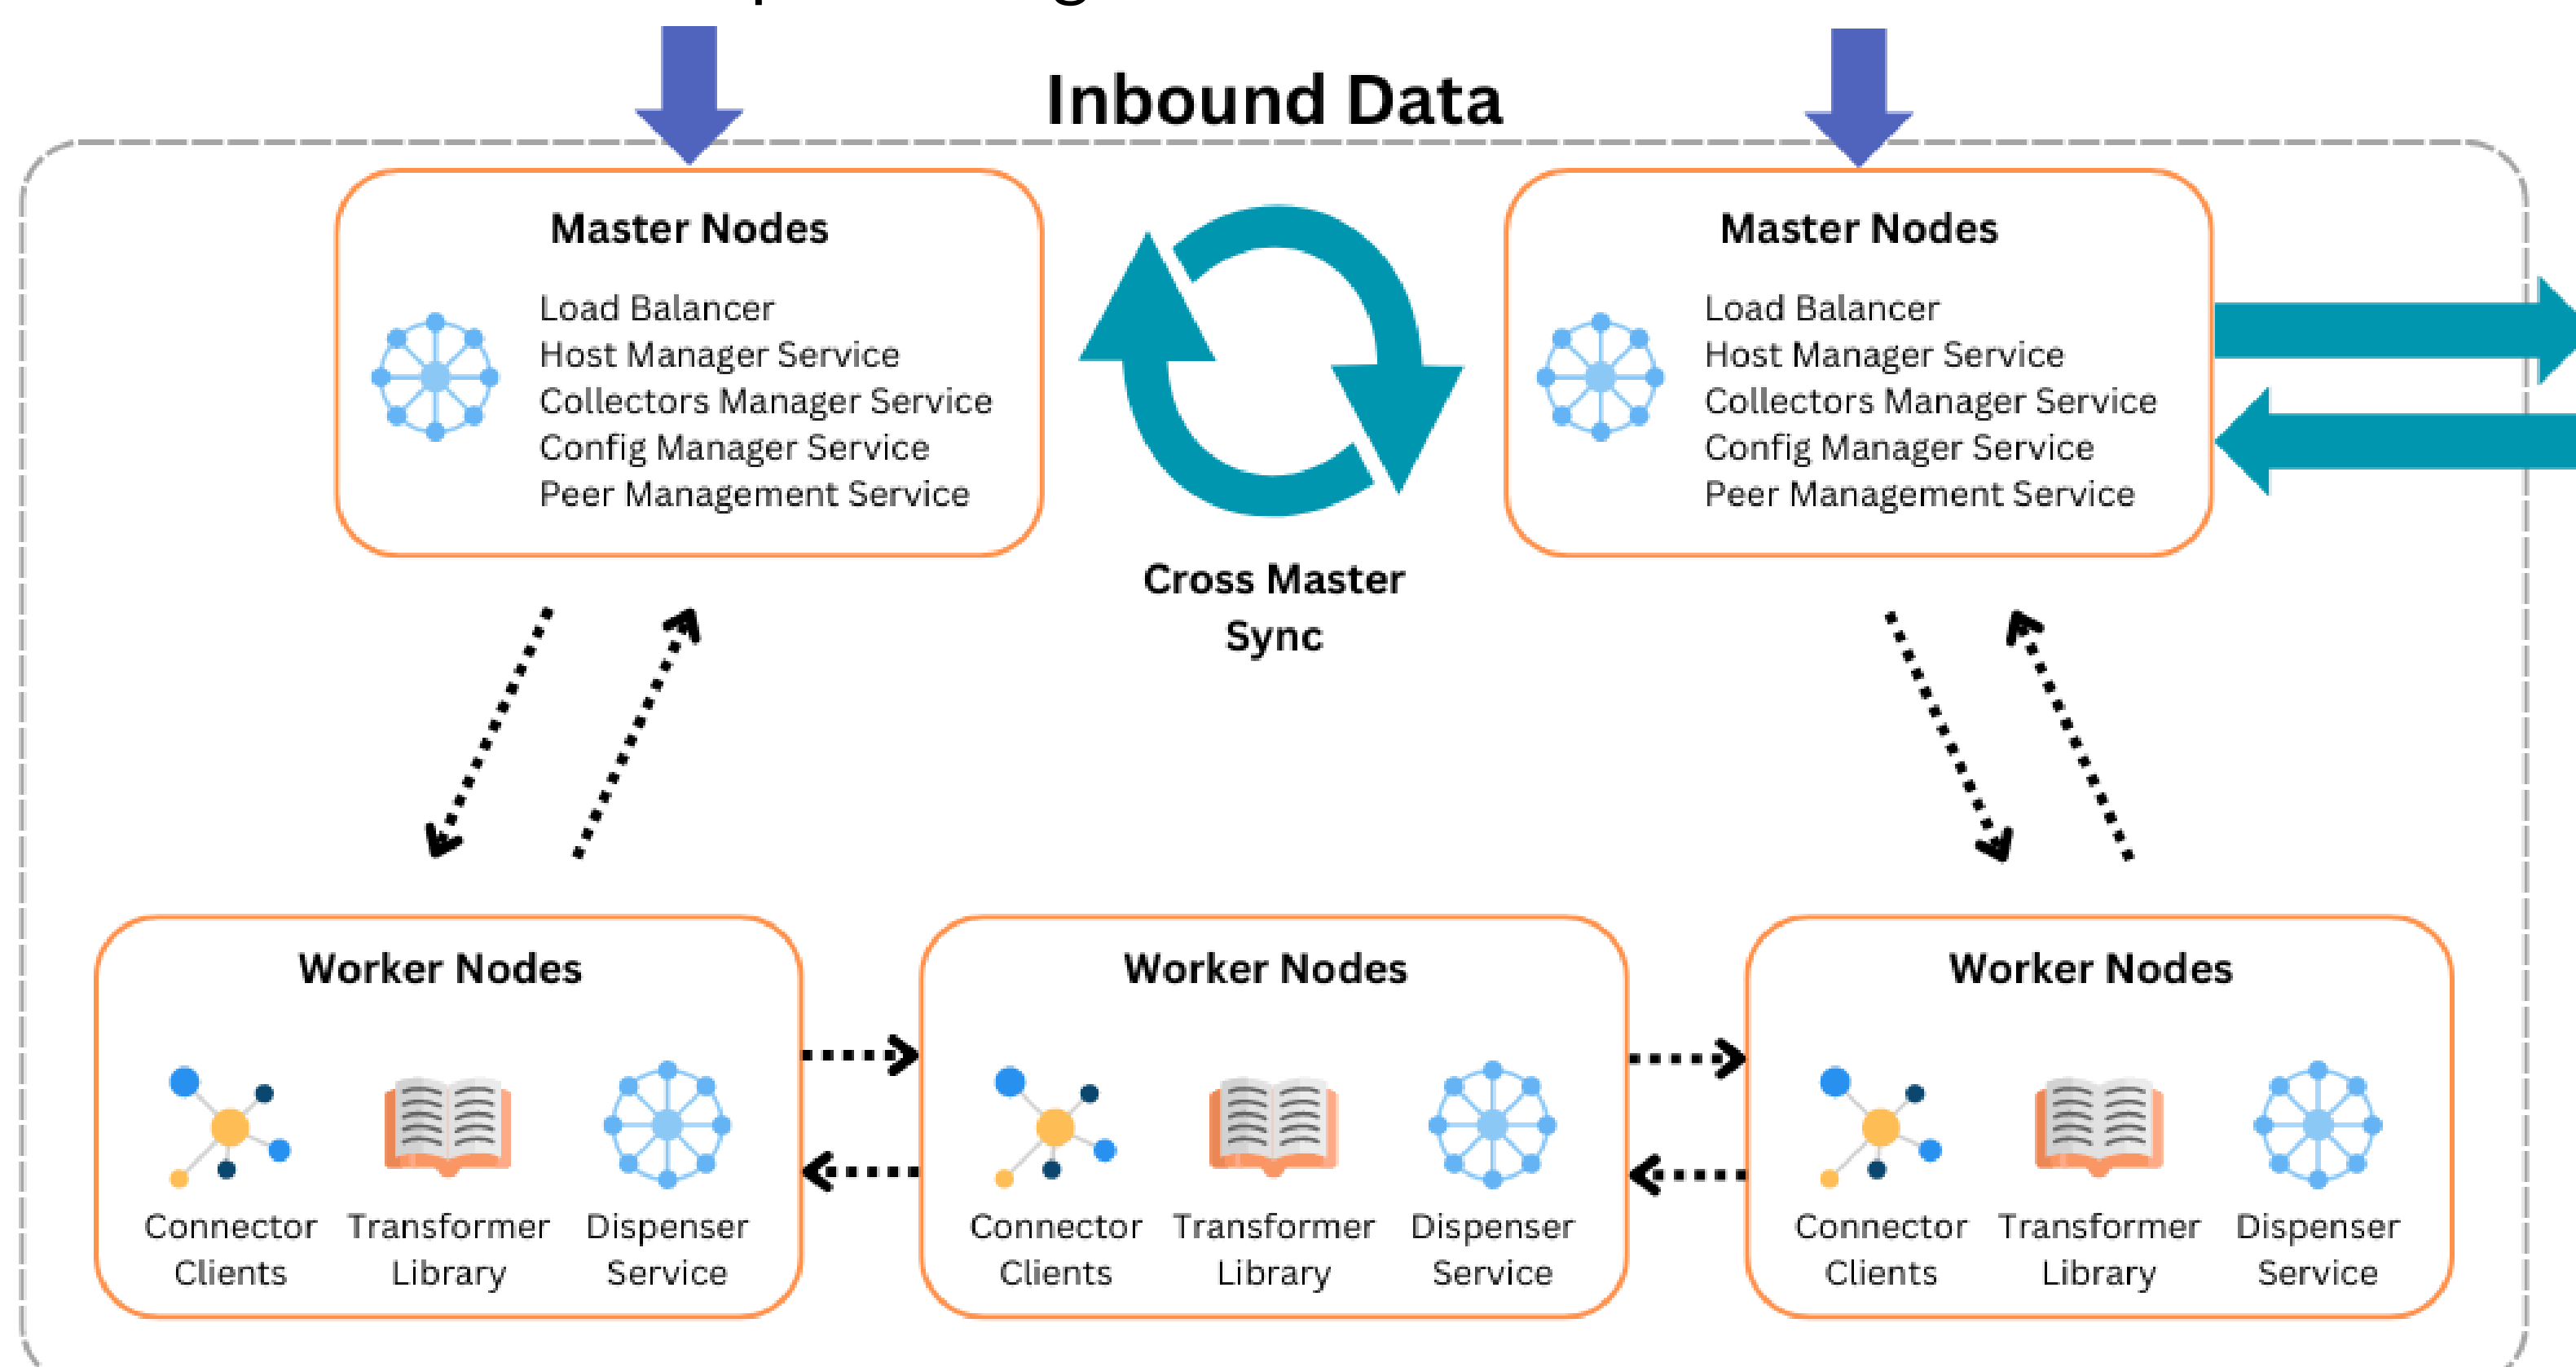 Inbound Data
Master Nodes
Load Balancer
Host Manager Service
Collectors Manager Service
Config Manager Service
Peer Management Service
Cross Master
Sync
Master Nodes
Load Balancer
Host Manager Service
Collectors Manager Service
Config Manager Service
Peer Management Service
Worker Nodes
Connector
Clients
Transformer
Library
Dispenser
Service
Worker Nodes
Connector
Clients
Transformer
Library
Dispenser
Service
Worker Nodes
Connector
Clients
Transformer
Library
Dispenser
Service